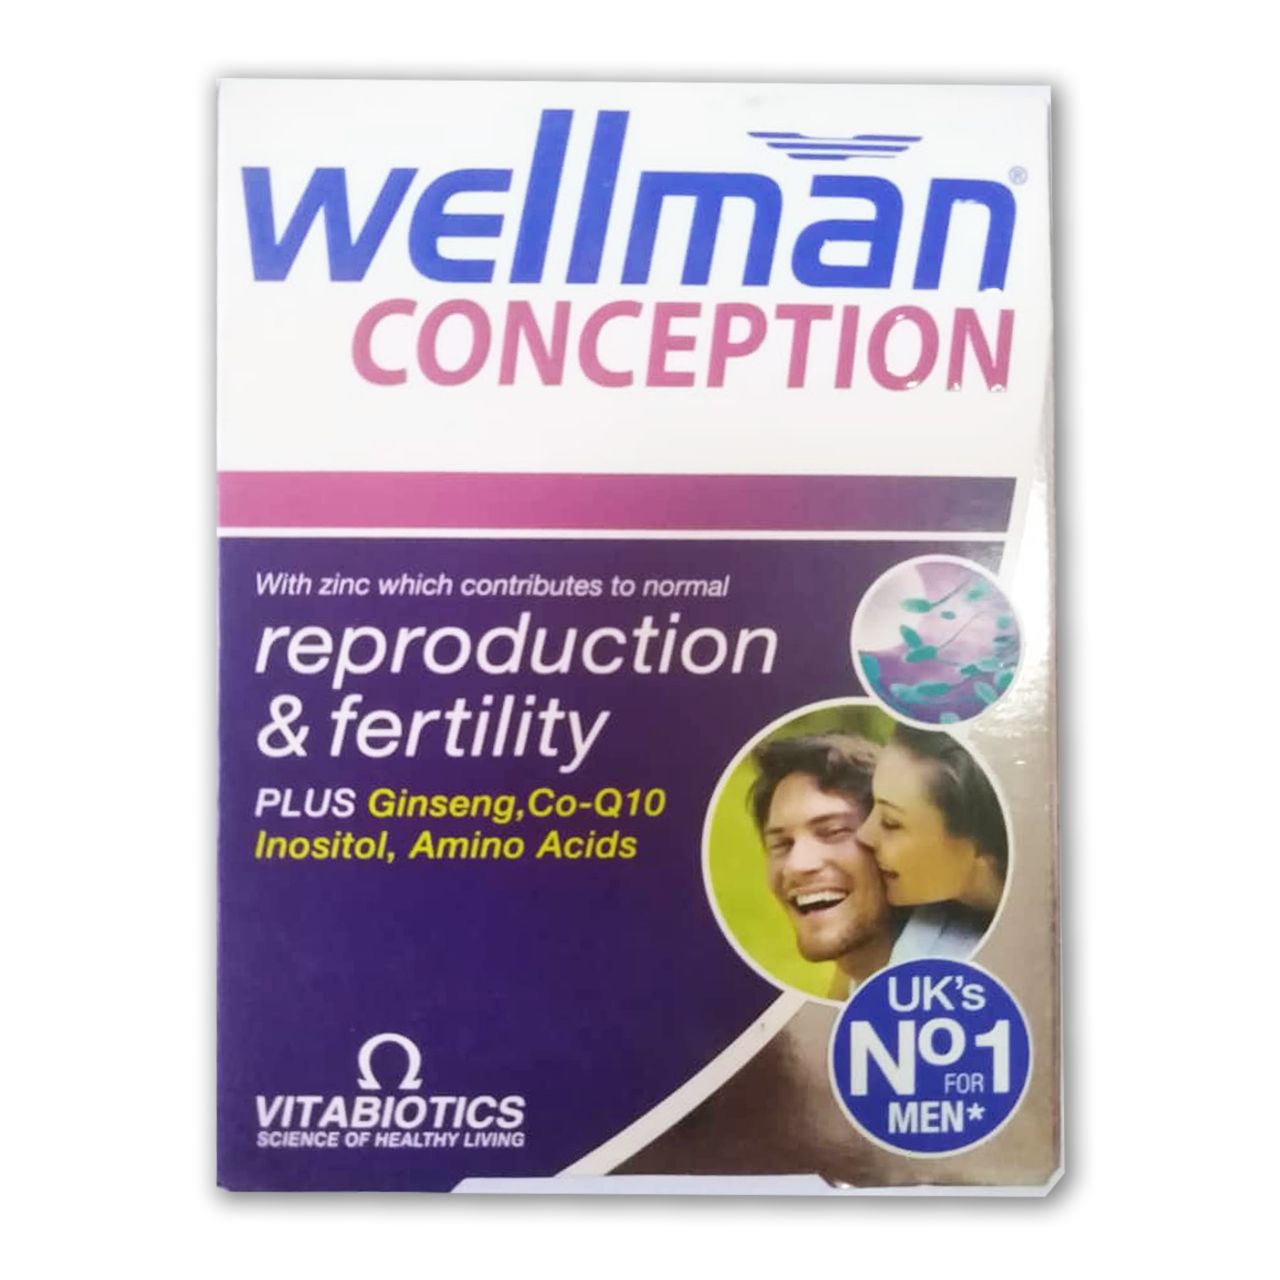 wellman®
CONCEPTION
With zinc which contributes to normal
reproduction
& fertility
PLUS Ginseng,Co-Q10
Inositol, Amino Acids
UK's
No1
FOR
MEN*
VITABIOTICS
SCIENCE OF HEALTHY LIVING